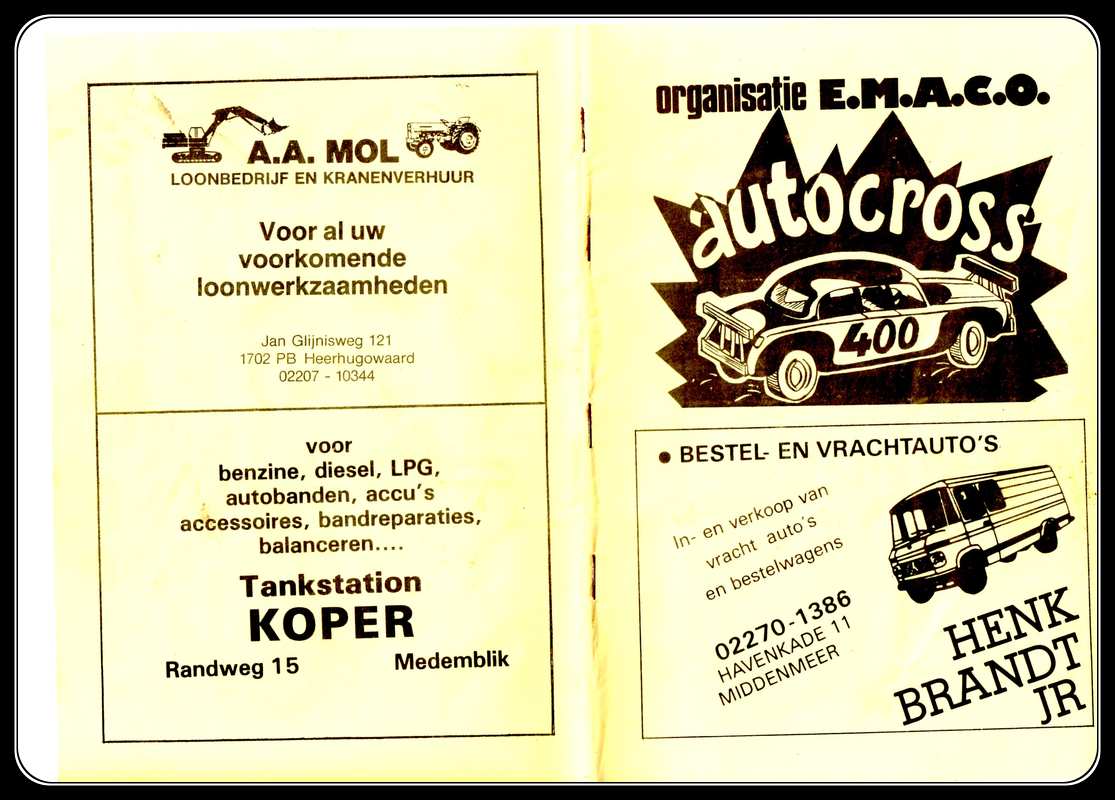 A.A. MOL
LOONBEDRIJF EN KRANENVERHUUR
Voor al uw
voorkomende
loonwerkzaamheden
Jan Glijnisweg 121
1702 PB Heerhugowaard
02207 - 10344
voor
benzine, diesel, LPG,
autobanden, accu's
accessoires, bandreparaties,
balanceren....
Tankstation
KOPER
Randweg 15 Medemblik
organisatie E.M.A.C.O.
autocross
400
• BESTEL- EN VRACHTAUTO'S
In- en verkoop van
vracht auto's
en bestelwagens
02270-1386
HAVENKADE 11
MIDDENMEER
HENK
BRANDT
JR